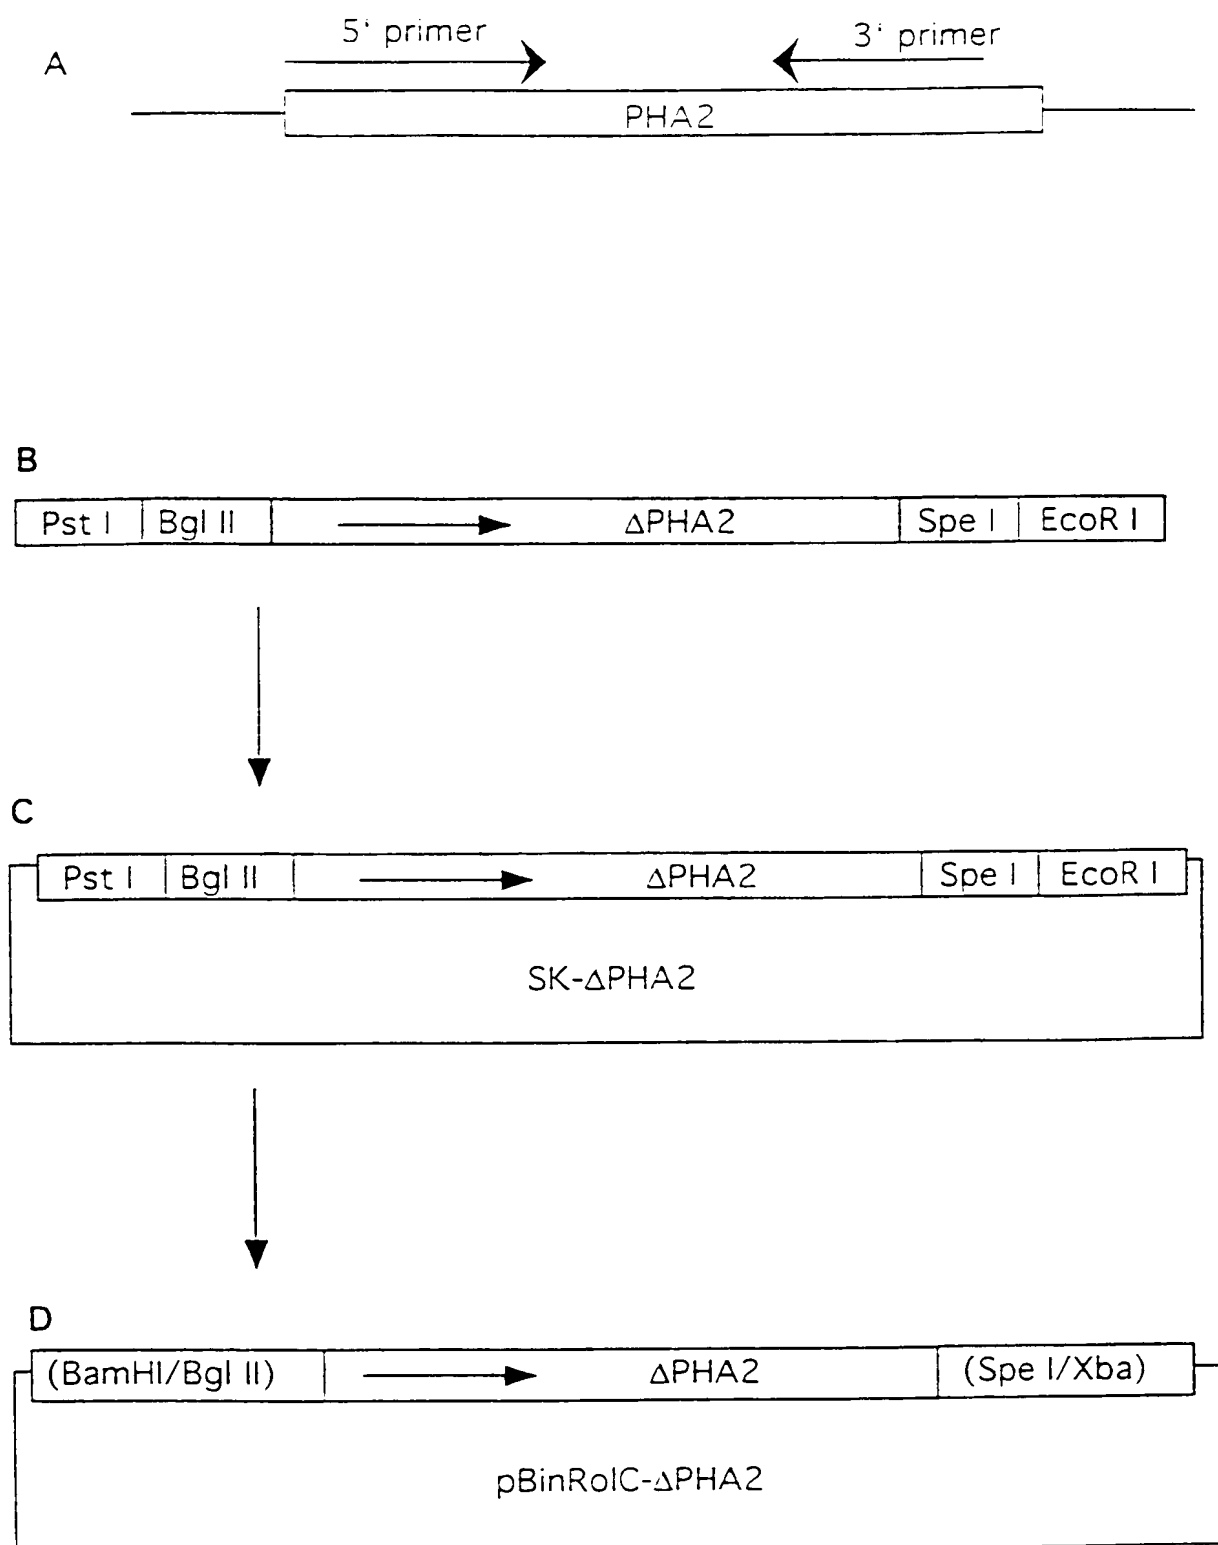 A
5' primer
3' primer
PHA2
B
Pst I
Bgl II
ΔPHA2
Spe I
EcoR I
C
Pst I
Bgl II
ΔPHA2
Spe I
EcoR I
SK-ΔPHA2
D
(BamHI/Bgl II)
ΔPHA2
(Spe I/Xba)
pBinRolC-ΔPHA2